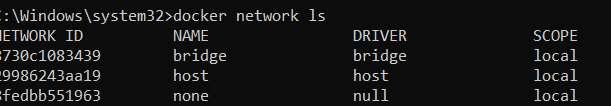 :\Windows\system32>docker network ls
NETWORK ID NAME DRIVER SCOPE
8730c1083439 bridge bridge local
29986243aa19 host host local
3fedbb551963 none null local